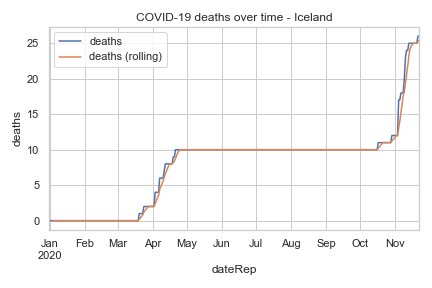 COVID-19 deaths over time - Iceland
deaths
deaths (rolling)
25
20
15
10
5
0
deaths
Jan Feb Mar Apr May Jun Jul Aug Sep Oct Nov
2020
dateRep